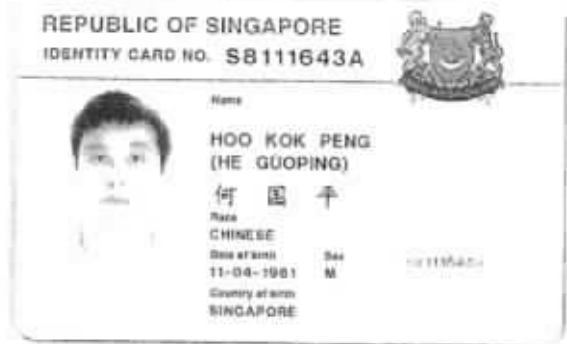 REPUBLIC OF SINGAPORE
IDENTITY CARD NO. S8111643A
Name
HOO KOK PENG
(HE GUOPING)
何 国 平
Race
CHINESE
Date of birth Sex
11-04-1981 M
Country of birth
SINGAPORE